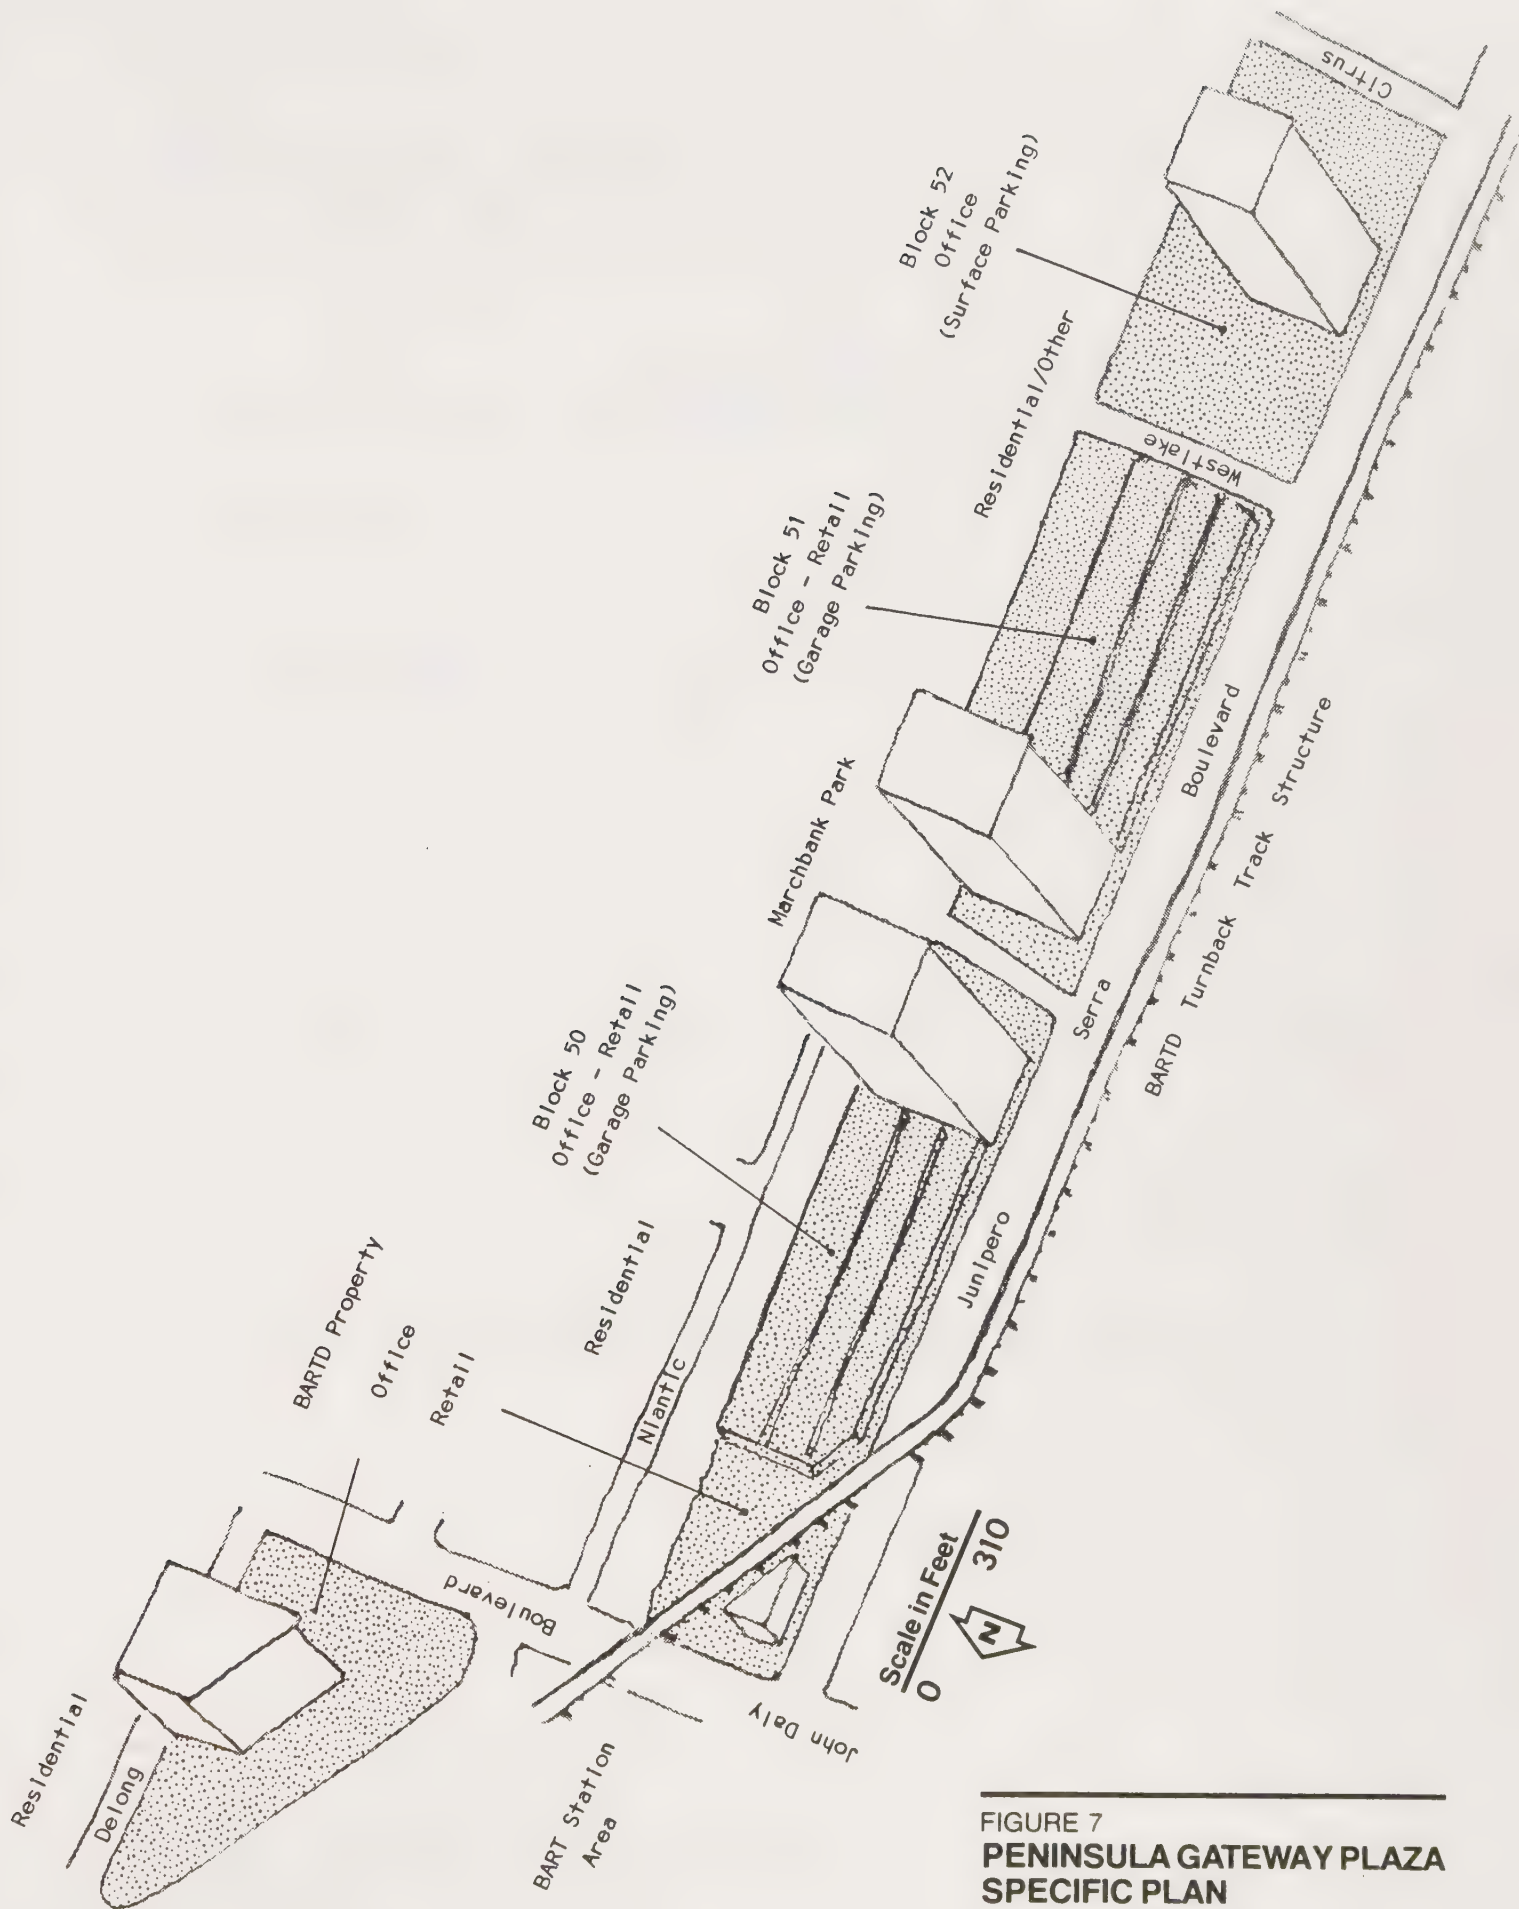 Citrus
Block 52
Office
(Surface Parking)
Residential/Other
Westlake
Block 51
Office - Retail
(Garage Parking)
Marchbank Park
Boulevard
BARTD Turnback Track Structure
Serra
Block 50
Office - Retail
(Garage Parking)
Junipero
Residential
BARTD Property
Office
Retail
Niantic
Boulevard
John Daly
Scale in Feet
0 310
N
Residential
Delong
BART Station
Area
FIGURE 7
PENINSULA GATEWAY PLAZA
SPECIFIC PLAN